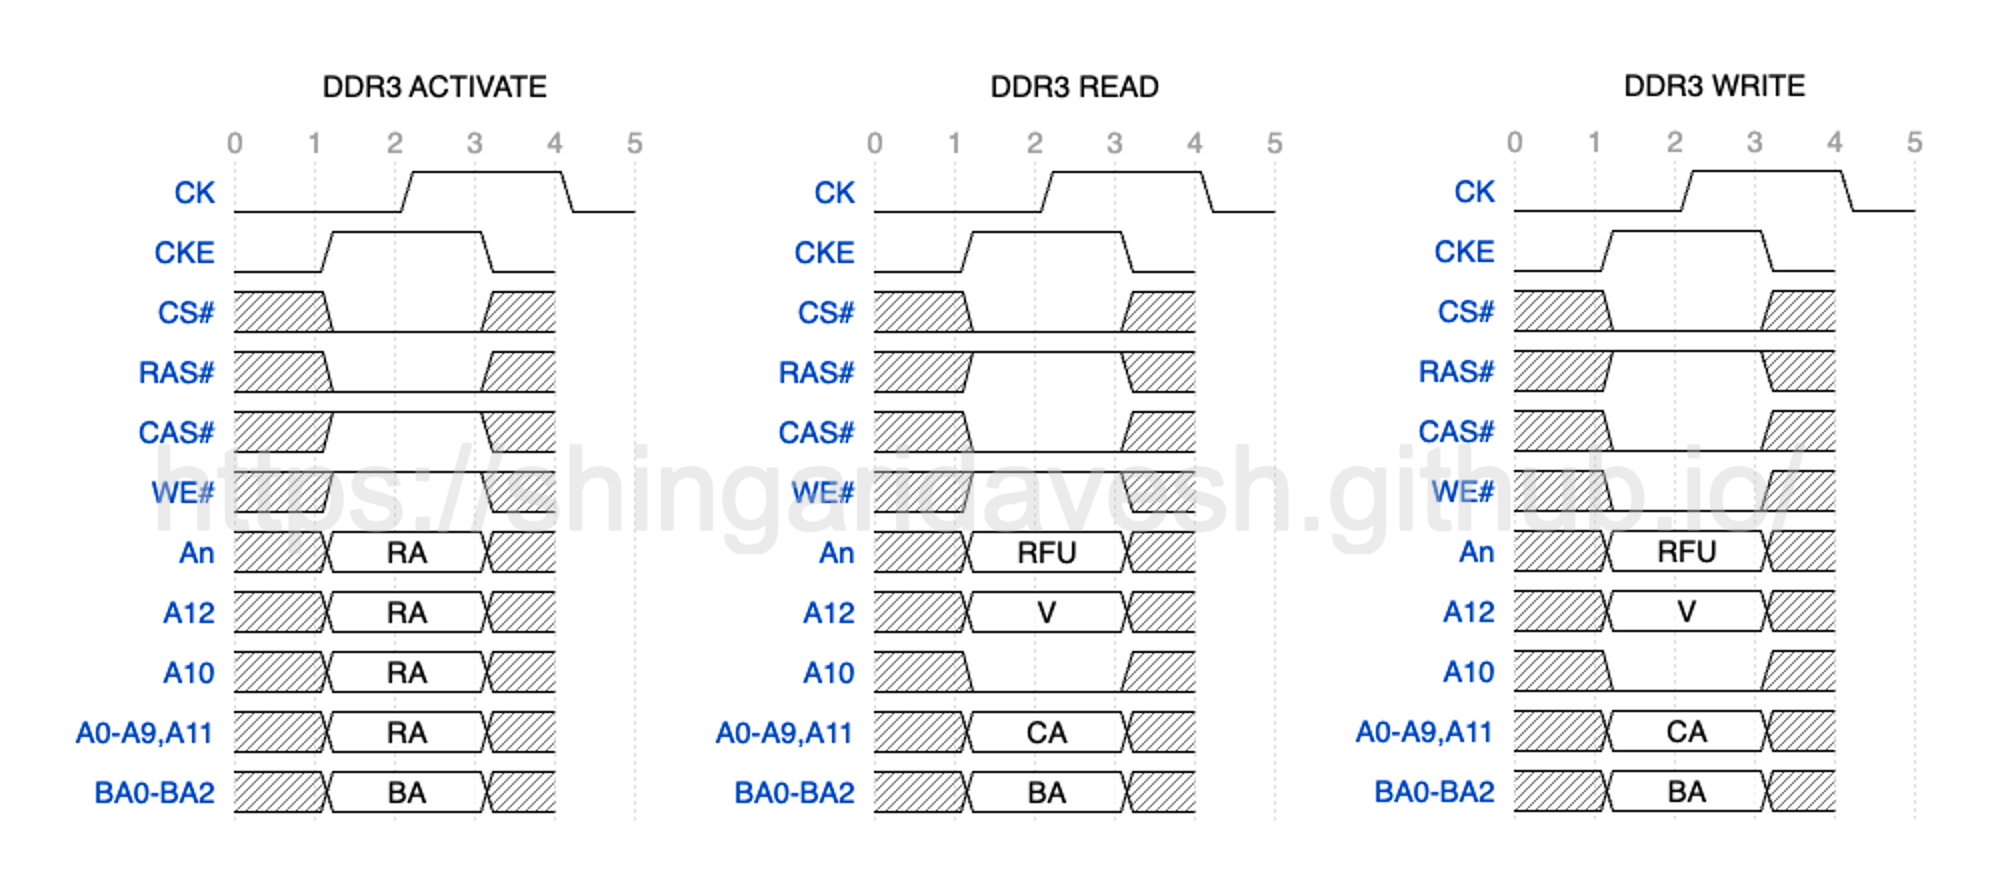 DDR3 ACTIVATE
0 1 2 3 4 5
CK
CKE
CS#
RAS#
CAS#
WE#
An RA
A12 RA
A10 RA
A0-A9,A11 RA
BA0-BA2 BA
DDR3 READ
0 1 2 3 4 5
CK
CKE
CS#
RAS#
CAS#
WE#
An RFU
A12 V
A10
A0-A9,A11 CA
BA0-BA2 BA
DDR3 WRITE
0 1 2 3 4 5
CK
CKE
CS#
RAS#
CAS#
WE#
An RFU
A12 V
A10
A0-A9,A11 CA
BA0-BA2 BA
https://shingaridavesh.github.io/